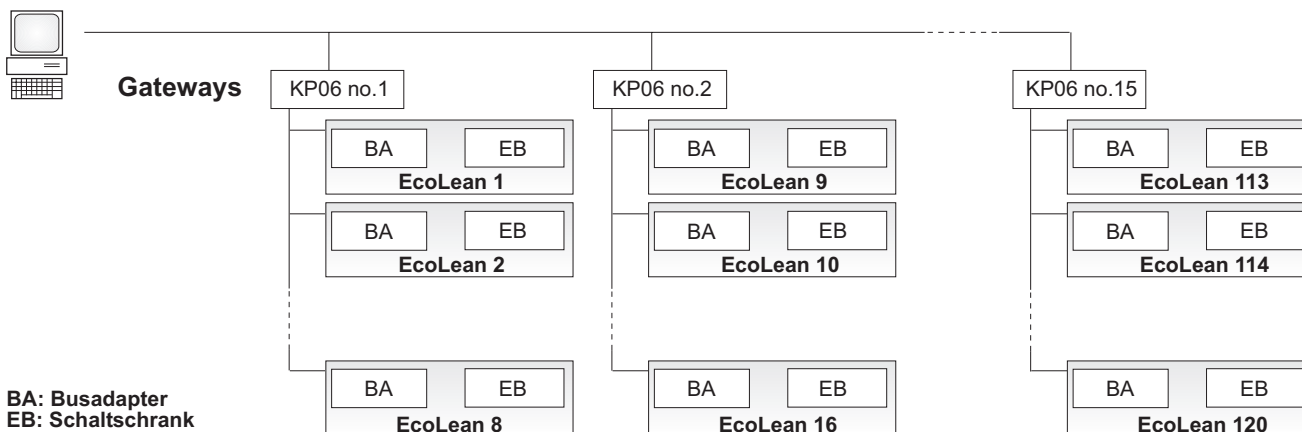 Gateways
KP06 no.1
KP06 no.2
KP06 no.15
BA EB BA EB BA EB
EcoLean 1 EcoLean 9 EcoLean 113
BA EB BA EB BA EB
EcoLean 2 EcoLean 10 EcoLean 114
BA EB BA EB BA EB
EcoLean 8 EcoLean 16 EcoLean 120
BA: Busadapter
EB: Schaltschrank